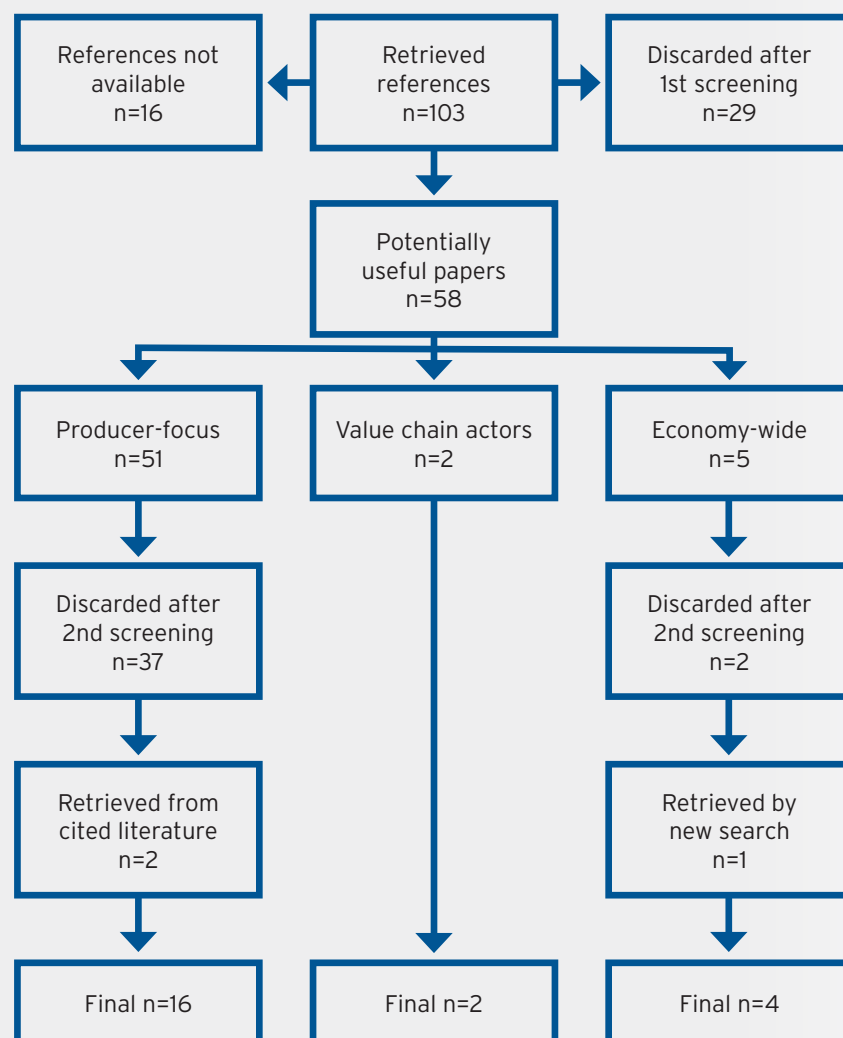 References not
available
n=16
Retrieved
references
n=103
Discarded after
1st screening
n=29
Potentially
useful papers
n=58
Producer-focus
n=51
Value chain actors
n=2
Economy-wide
n=5
Discarded after
2nd screening
n=37
Discarded after
2nd screening
n=2
Retrieved from
cited literature
n=2
Retrieved by
new search
n=1
Final n=16
Final n=2
Final n=4